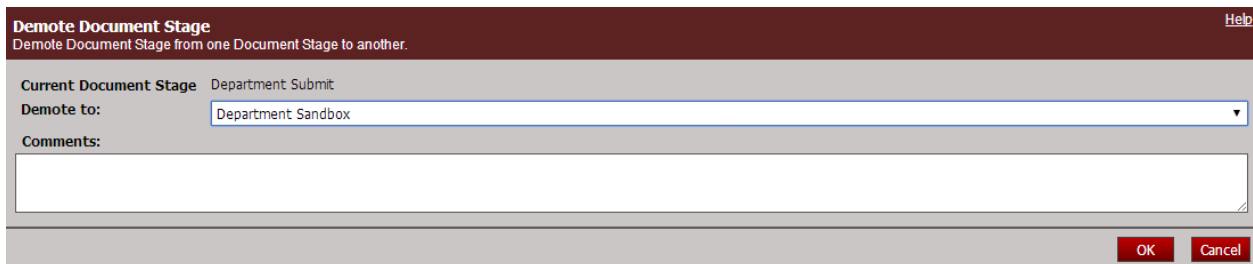 Demote Document Stage
Help
Demote Document Stage from one Document Stage to another.
Current Document Stage Department Submit
Demote to: Department Sandbox
Comments:
OK Cancel